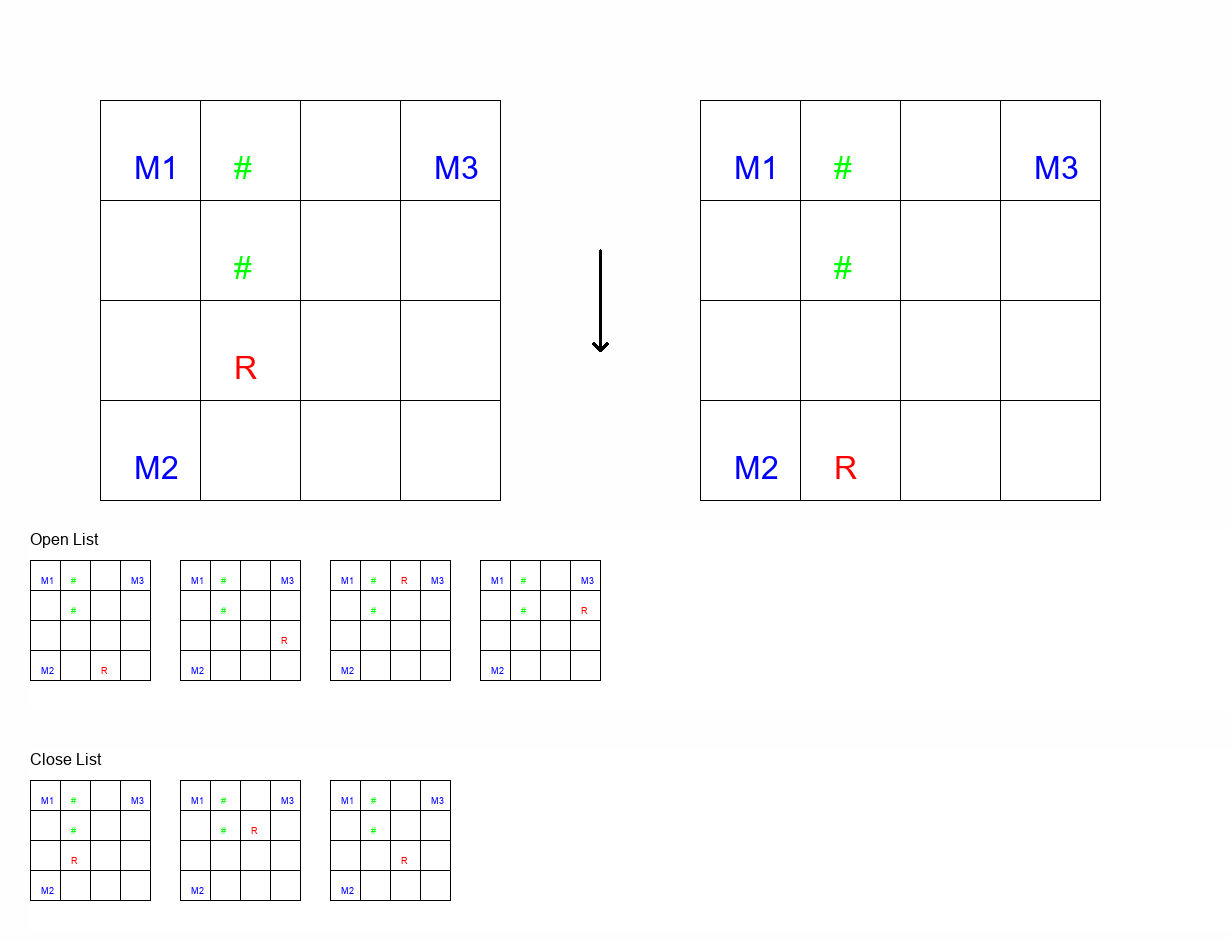 M1 # M3 M1 # M3
# #
R
M2 M2 R
Open List
M1 # M3 M1 # M3 M1 # R M3 M1 # M3
# # # # R
R
M2 R M2 M2 M2
Close List
M1 # M3 M1 # M3 M1 # M3
# # R #
R R
M2 M2 M2